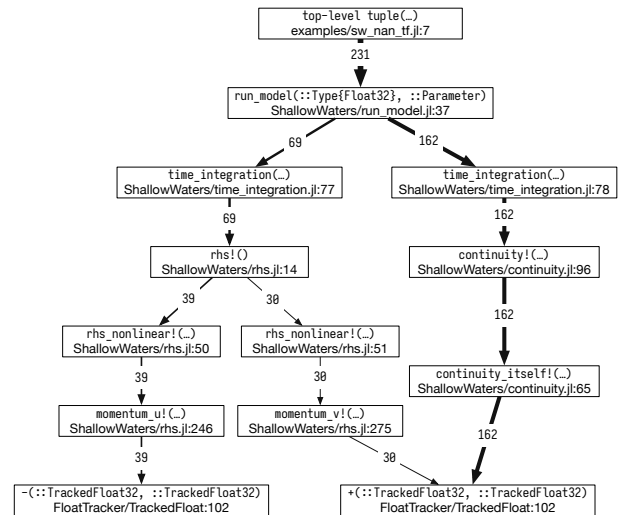 top-level tuple(…)
examples/sw_nan_tf.jl:7
231
run_model(::Type{Float32}, ::Parameter)
ShallowWaters/run_model.jl:37
69
162
time_integration(…)
ShallowWaters/time_integration.jl:77
time_integration(…)
ShallowWaters/time_integration.jl:78
69
162
rhs!()
ShallowWaters/rhs.jl:14
continuity!(…)
ShallowWaters/continuity.jl:96
39
30
162
rhs_nonlinear!(…)
ShallowWaters/rhs.jl:50
rhs_nonlinear!(…)
ShallowWaters/rhs.jl:51
continuity_itself!(…)
ShallowWaters/continuity.jl:65
39
30
162
momentum_u!(…)
ShallowWaters/rhs.jl:246
momentum_v!(…)
ShallowWaters/rhs.jl:275
39
30
-(::TrackedFloat32, ::TrackedFloat32)
FloatTracker/TrackedFloat:102
+(::TrackedFloat32, ::TrackedFloat32)
FloatTracker/TrackedFloat:102